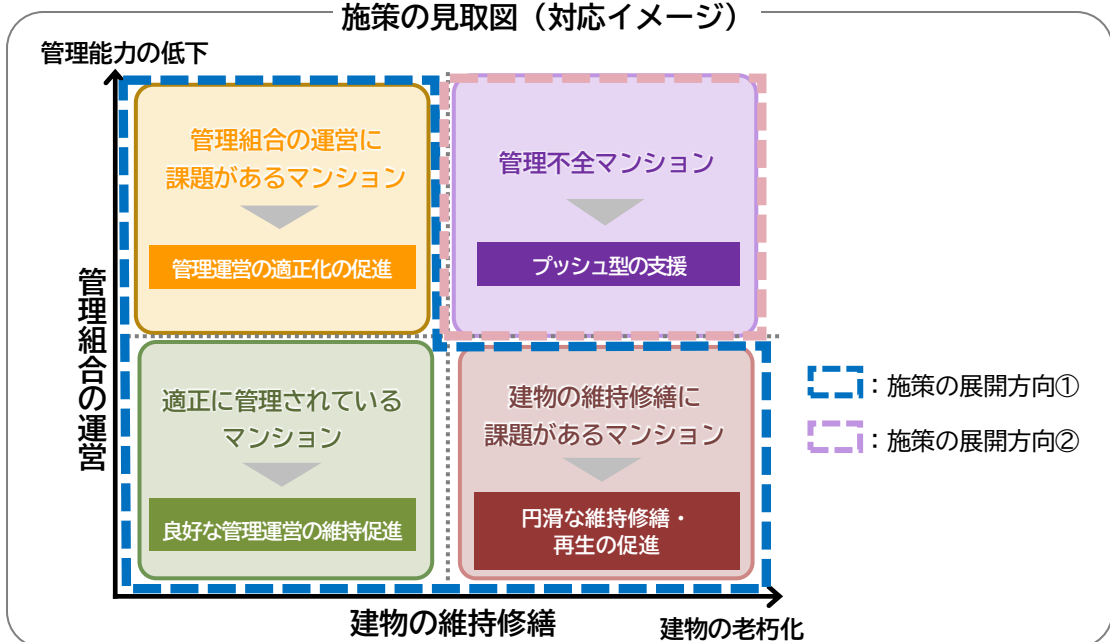 施策の見取図（対応イメージ）
管理能力の低下
管理組合の運営に
課題があるマンション
管理運営の適正化の促進
管理不全マンション
プッシュ型の支援
管理組合の運営
適正に管理されている
マンション
良好な管理運営の維持促進
建物の維持修繕に
課題があるマンション
円滑な維持修繕・
再生の促進
：施策の展開方向①
：施策の展開方向②
建物の維持修繕
建物の老朽化